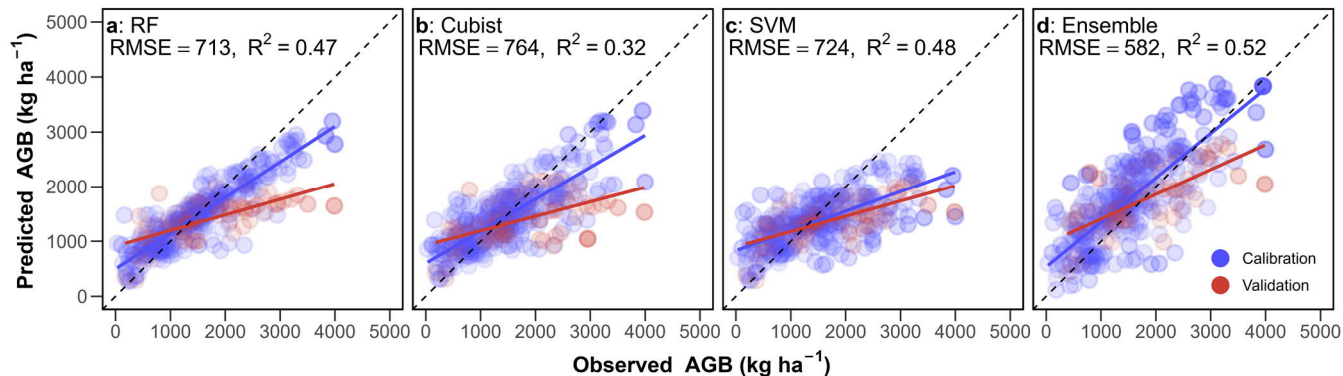 a: RF
RMSE = 713, R² = 0.47
b: Cubist
RMSE = 764, R² = 0.32
c: SVM
RMSE = 724, R² = 0.48
d: Ensemble
RMSE = 582, R² = 0.52
Predicted AGB (kg ha⁻¹)
5000
4000
3000
2000
1000
0
Calibration
Validation
0 1000 2000 3000 4000 5000
0 1000 2000 3000 4000 5000
0 1000 2000 3000 4000 5000
0 1000 2000 3000 4000 5000
Observed AGB (kg ha⁻¹)